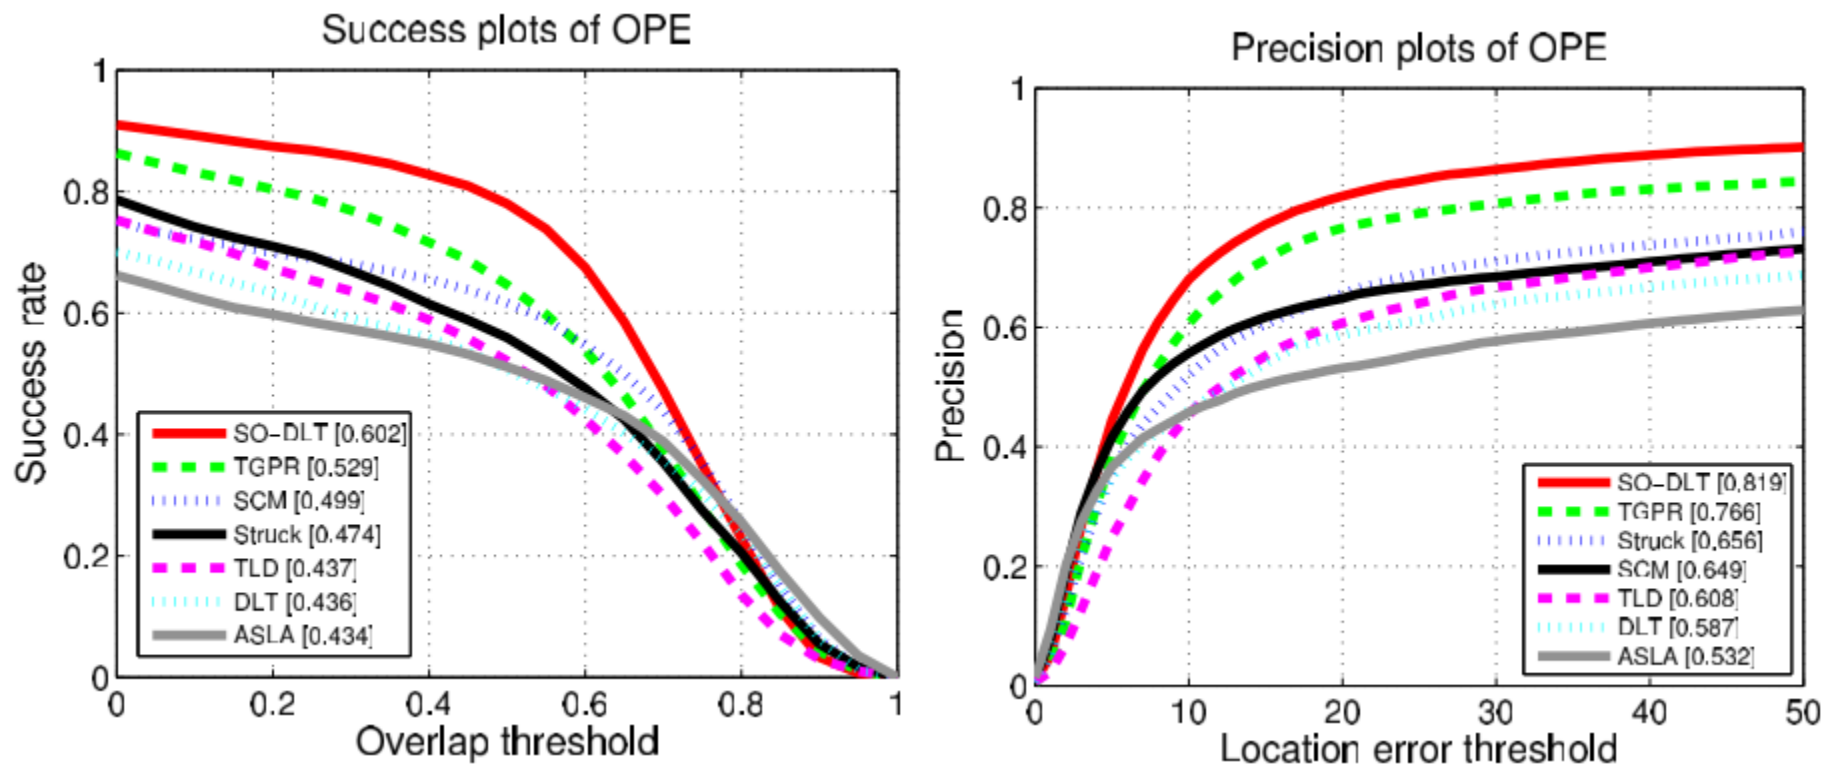 Success plots of OPE
1
0.8
0.6
0.4
0.2
0
0 0.2 0.4 0.6 0.8 1
Success rate
Overlap threshold
SO-DLT [0.602]
TGPR [0.529]
SCM [0.499]
Struck [0.474]
TLD [0.437]
DLT [0.436]
ASLA [0.434]
Precision plots of OPE
1
0.8
0.6
0.4
0.2
0
0 10 20 30 40 50
Precision
Location error threshold
SO-DLT [0.819]
TGPR [0.766]
Struck [0.656]
SCM [0.649]
TLD [0.608]
DLT [0.587]
ASLA [0.532]